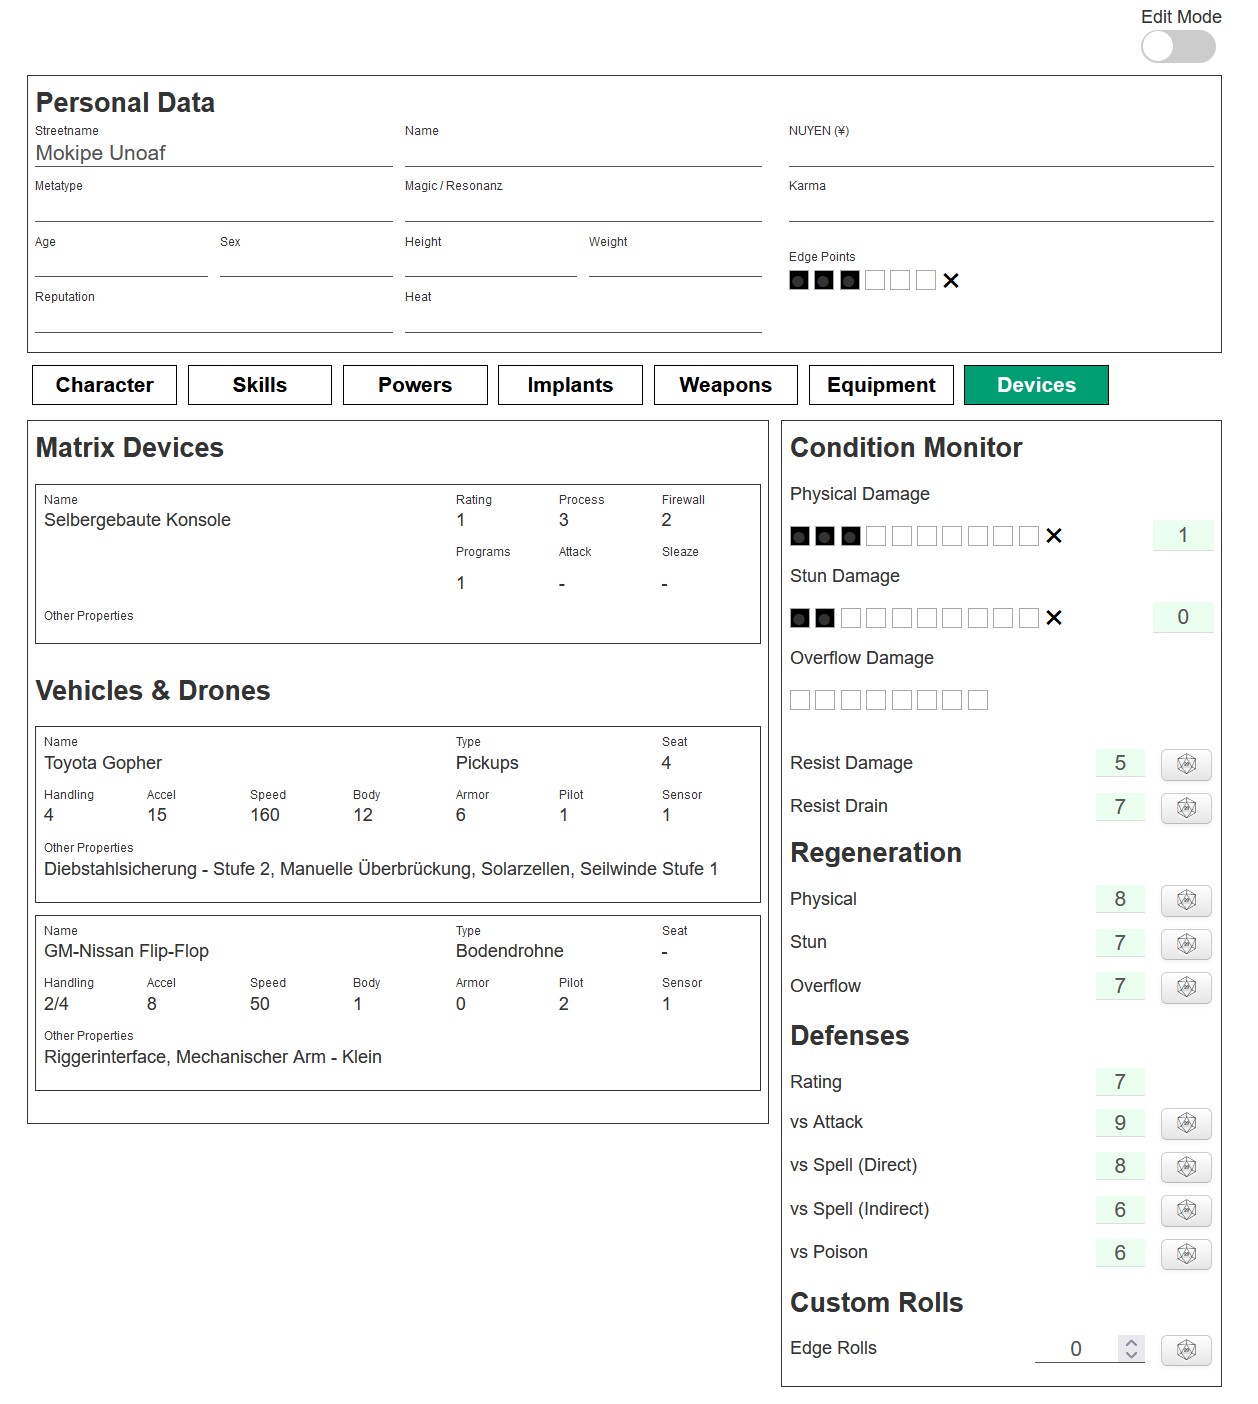 Edit Mode
Personal Data
Streetname Name NUYEN (¥)
Mokipe Unoaf
Metatype Magic / Resonanz Karma
Age Sex Height Weight
Edge Points
Reputation Heat
Character Skills Powers Implants Weapons Equipment Devices
Matrix Devices
Name Rating Process Firewall
Selbergebaute Konsole 1 3 2
Programs Attack Sleaze
1 - -
Other Properties
Vehicles & Drones
Name Type Seat
Toyota Gopher Pickups 4
Handling Accel Speed Body Armor Pilot Sensor
4 15 160 12 6 1 1
Other Properties
Diebstahlsicherung - Stufe 2, Manuelle Überbrückung, Solarzellen, Seilwinde Stufe 1
Name Type Seat
GM-Nissan Flip-Flop Bodendrohne -
Handling Accel Speed Body Armor Pilot Sensor
2/4 8 50 1 0 2 1
Other Properties
Riggerinterface, Mechanischer Arm - Klein
Condition Monitor
Physical Damage
1
Stun Damage
0
Overflow Damage
Resist Damage 5
Resist Drain 7
Regeneration
Physical 8
Stun 7
Overflow 7
Defenses
Rating 7
vs Attack 9
vs Spell (Direct) 8
vs Spell (Indirect) 6
vs Poison 6
Custom Rolls
Edge Rolls 0